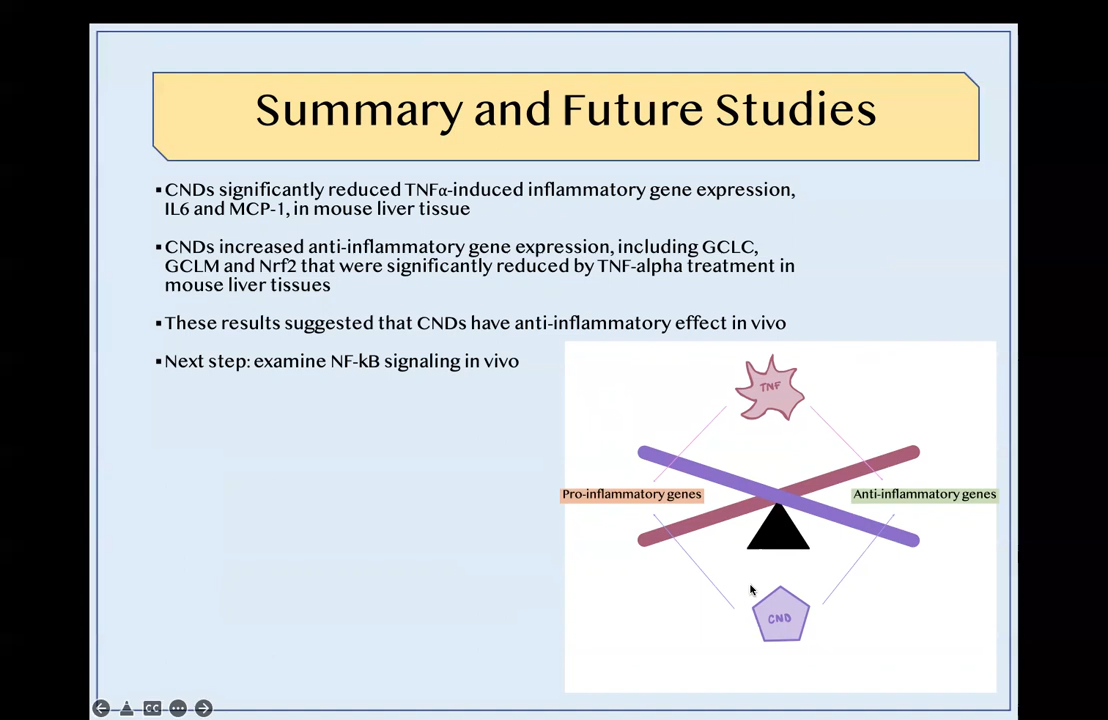 Summary and Future Studies
▪CNDs significantly reduced TNFα-induced inflammatory gene expression,
IL6 and MCP-1, in mouse liver tissue
▪CNDs increased anti-inflammatory gene expression, including GCLC,
GCLM and Nrf2 that were significantly reduced by TNF-alpha treatment in
mouse liver tissues
▪These results suggested that CNDs have anti-inflammatory effect in vivo
▪Next step: examine NF-kB signaling in vivo
TNF
Pro-inflammatory genes
Anti-inflammatory genes
CND
CC